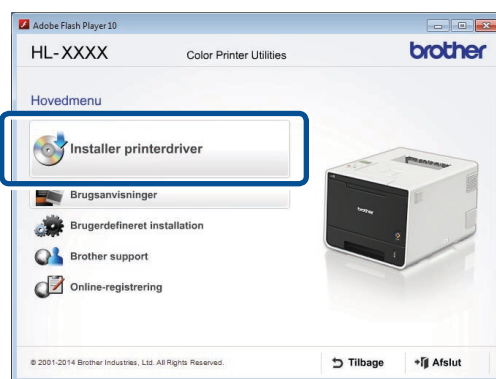 Adobe Flash Player 10
HL-XXXX
Color Printer Utilities
brother
Hovedmenu
Installer printerdriver
Brugsanvisninger
Brugerdefineret installation
Brother support
Online-registrering
brother
© 2001-2014 Brother Industries, Ltd. All Rights Reserved.
Tilbage
Afslut